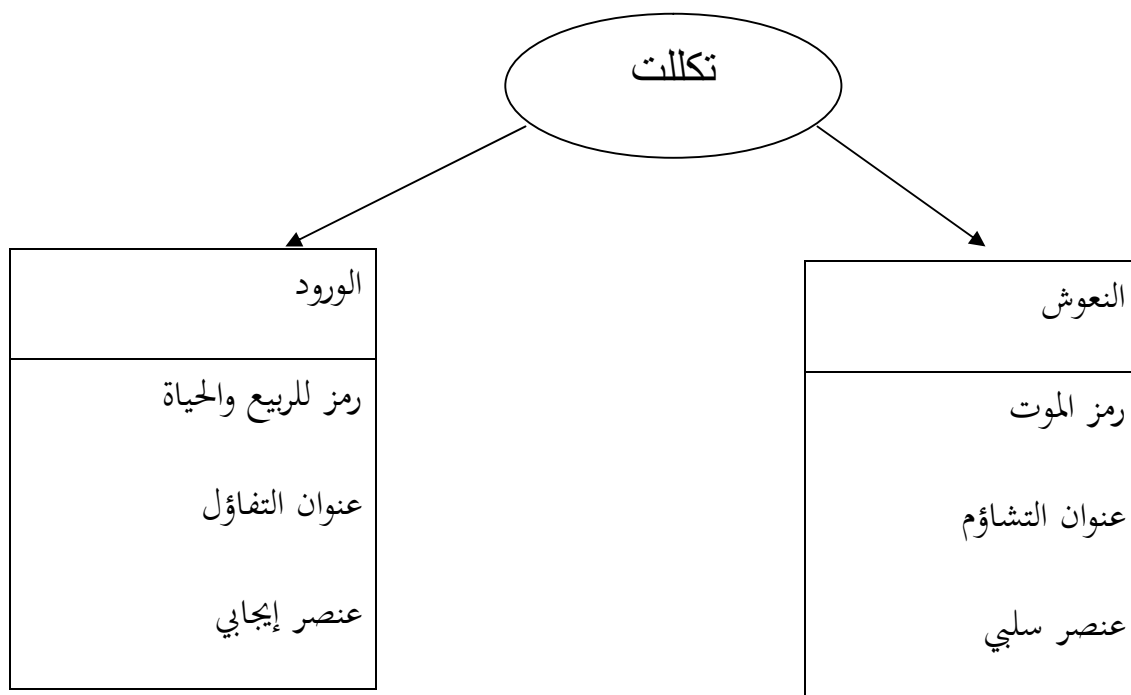 تكللت
النعوش
رمز الموت
عنوان التشاؤم
عنصر سلبي
الورود
رمز للربيع والحياة
عنوان التفاؤل
عنصر إيجابي